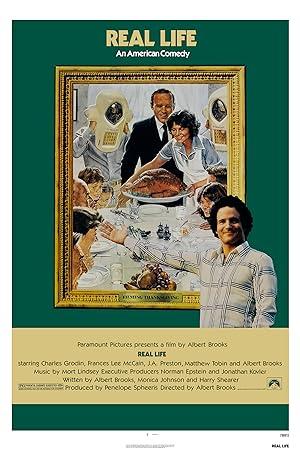 REAL LIFE
An American Comedy
FILMING THANKSGIVING
Paramount Pictures presents a film by Albert Brooks
REAL LIFE
starring Charles Grodin, Frances Lee McCain, J.A. Preston, Matthew Tobin and Albert Brooks
Music by Mort Lindsey Executive Producers Norman Epstein and Jonathan Kovler
Written by Albert Brooks, Monica Johnson and Harry Shearer
Produced by Penelope Spheeris Directed by Albert Brooks
REAL LIFE